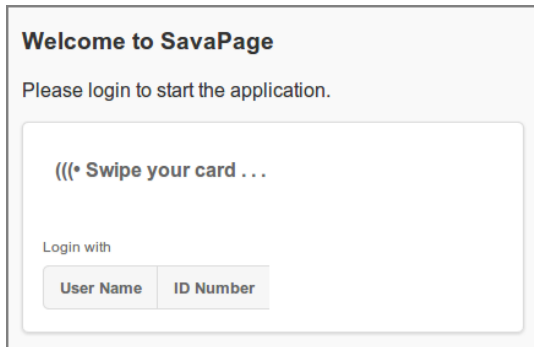 Welcome to SavaPage
Please login to start the application.
(((• Swipe your card . . .
Login with
User Name ID Number